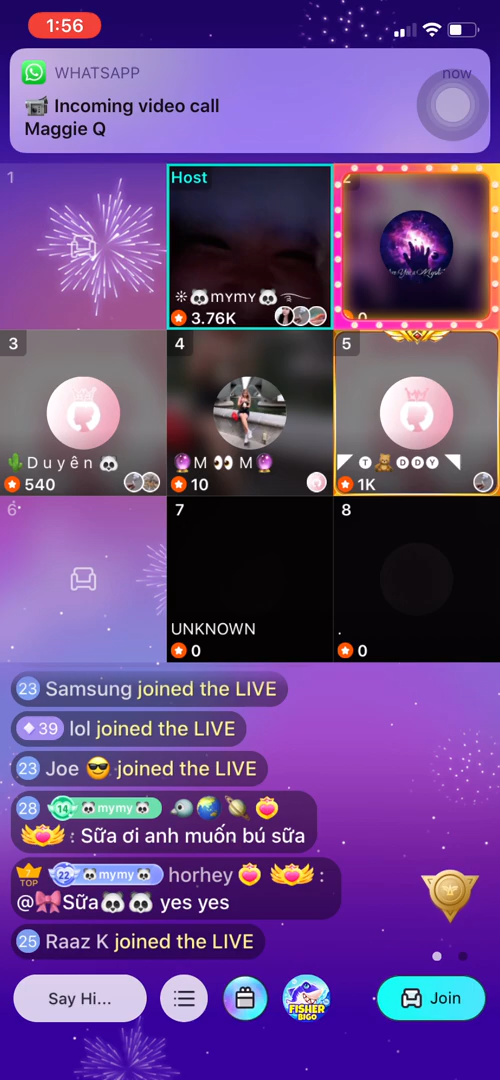 1:56
WHATSAPP
now
📹 Incoming video call
Maggie Q
1
Host
☼🐼mʏmʏ🐼
3.76K
2
0
3
🌵D u y ê n 🐼
540
4
🔮M 👀 M🔮
10
5
◤ 🅣🧸🅓🅓🅨 ◥
1K
6
7
UNKNOWN
0
8
.
0
23 Samsung joined the LIVE
39 lol joined the LIVE
23 Joe 😎 joined the LIVE
28 14 🐼mymy🐼
: Sữa ơi anh muốn bú sữa
TOP 22 🐼mymy🐼 horhey :
@🎀Sữa🐼🐼 yes yes
25 Raaz K joined the LIVE
Say Hi...
FISHER
BIGO
Join